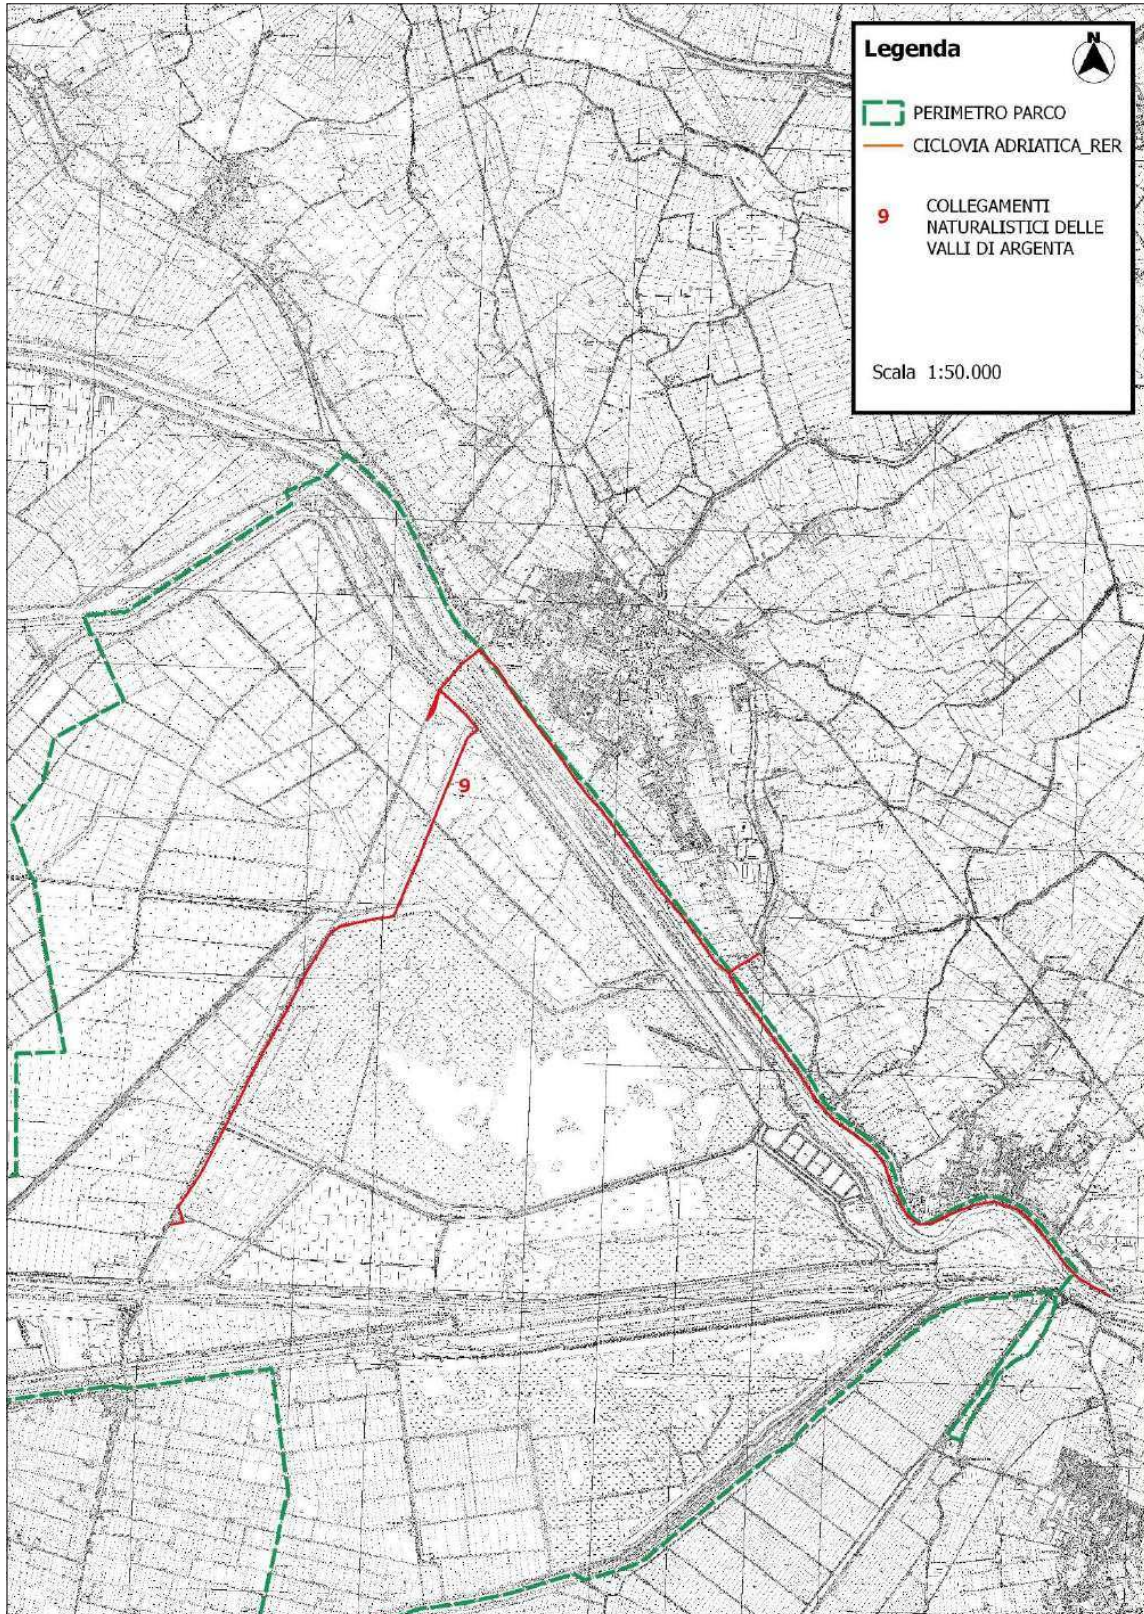 Legenda
N
PERIMETRO PARCO
CICLOVIA ADRIATICA_RER
9 COLLEGAMENTI
NATURALISTICI DELLE
VALLI DI ARGENTA
Scala 1:50.000
9